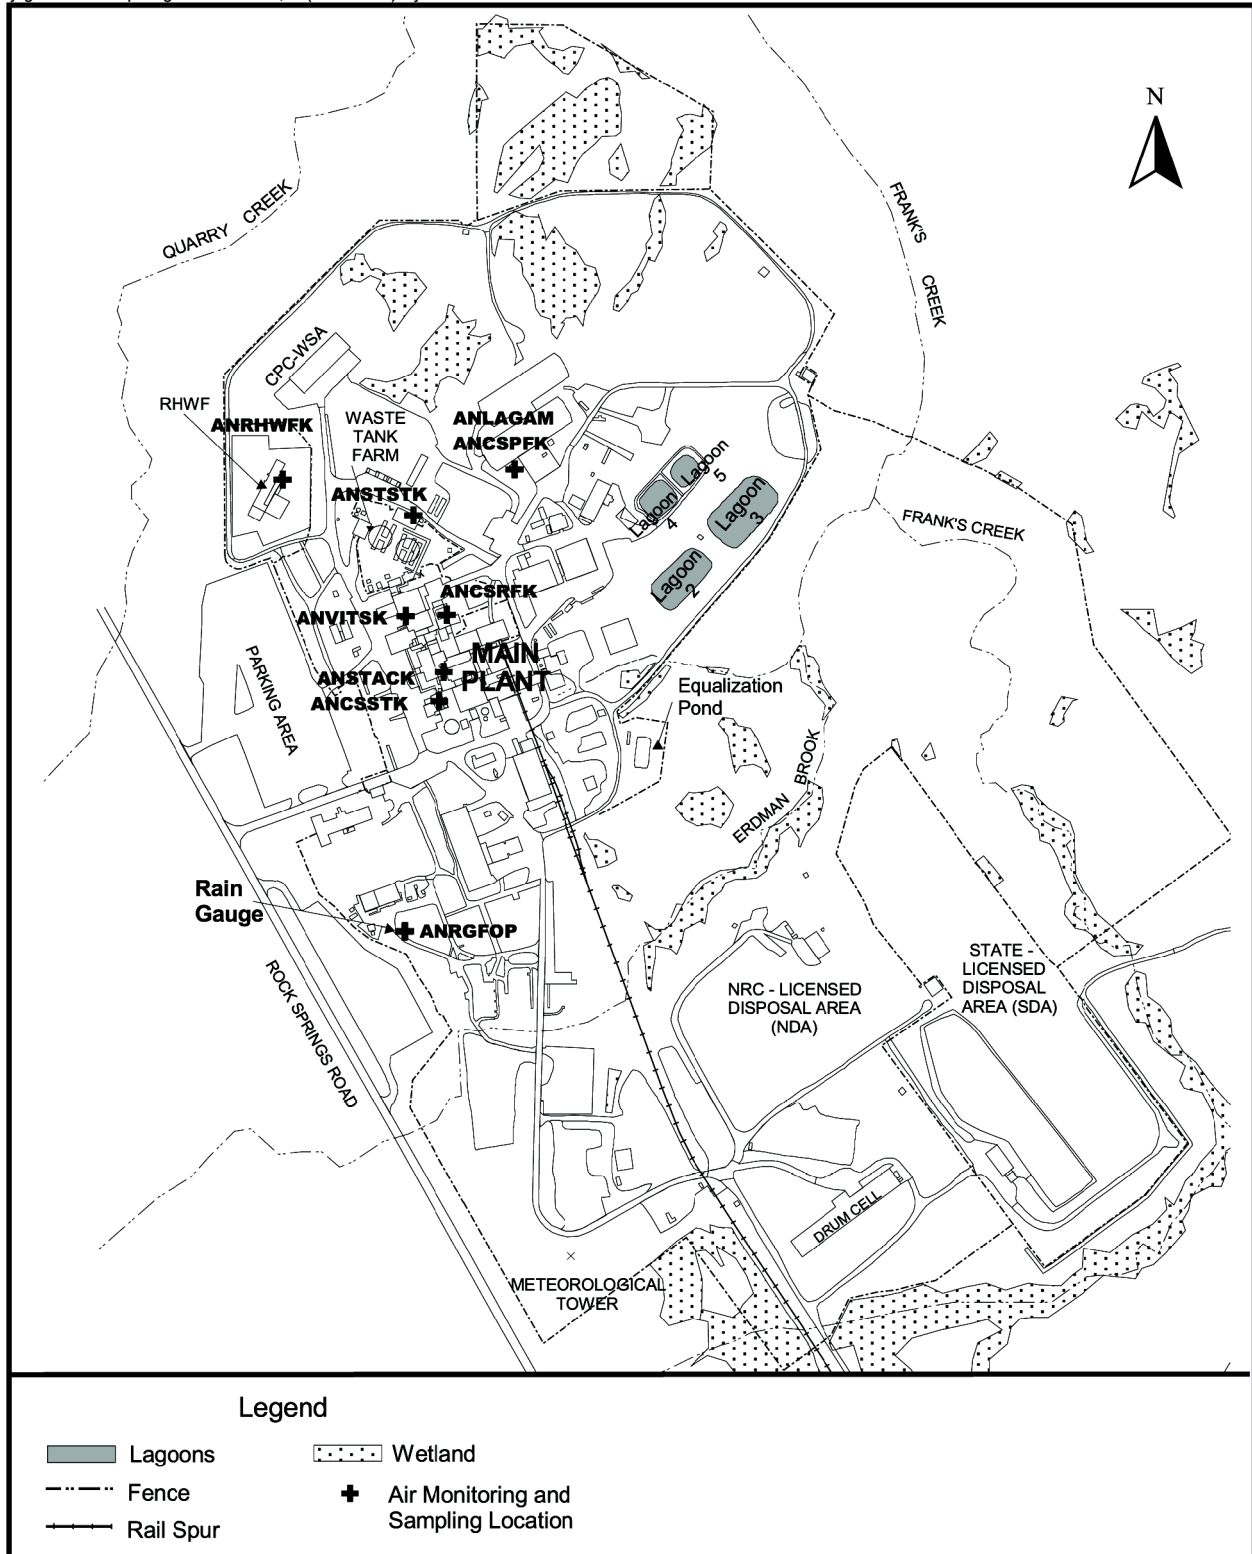 N
QUARRY CREEK
FRANK'S
CREEK
CPC-WSA
RHWF
ANRHWFK
WASTE
TANK
FARM
ANLAGAM
ANCSPFK
ANSTSTK
Lagoon
5
Lagoon
4
Lagoon
3
Lagoon
2
FRANK'S CREEK
ANCSRFK
ANVITSK
MAIN
PLANT
ANSTACK
ANCSSTK
PARKING AREA
Equalization
Pond
ERDMAN BROOK
Rain
Gauge
ANRGFOP
ROCK SPRINGS ROAD
NRC - LICENSED
DISPOSAL AREA
(NDA)
STATE -
LICENSED
DISPOSAL
AREA (SDA)
DRUM CELL
METEOROLOGICAL
TOWER
Legend
Lagoons
Fence
Rail Spur
Wetland
Air Monitoring and
Sampling Location